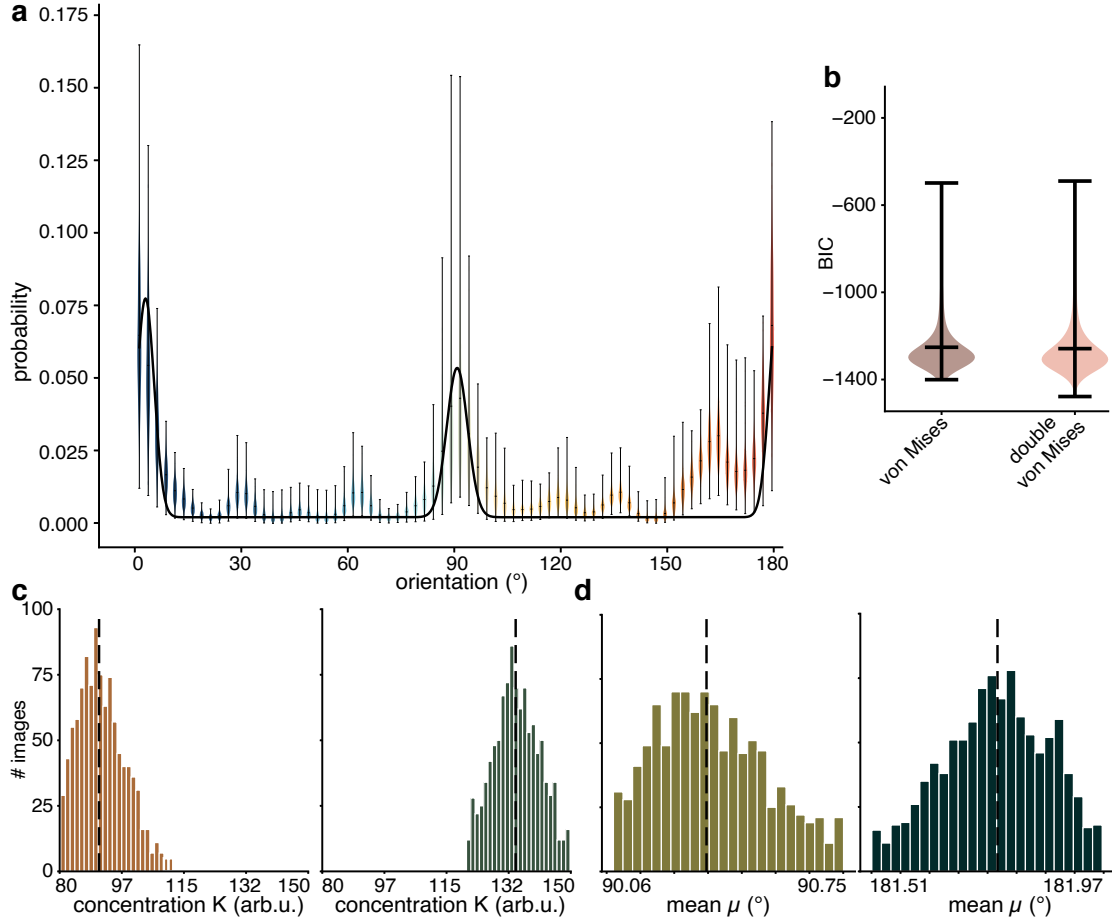 a
0.175
0.150
0.125
0.100
0.075
0.050
0.025
0.000
probability
0 30 60 90 120 150 180
orientation (°)
b
−200
−600
−1000
−1400
BIC
von Mises
double
von Mises
c
100
75
50
25
0
# images
80 97 115 132 150
concentration K (arb.u.)
80 97 115 132 150
concentration K (arb.u.)
d
90.06 90.75
mean μ (°)
181.51 181.97
mean μ (°)